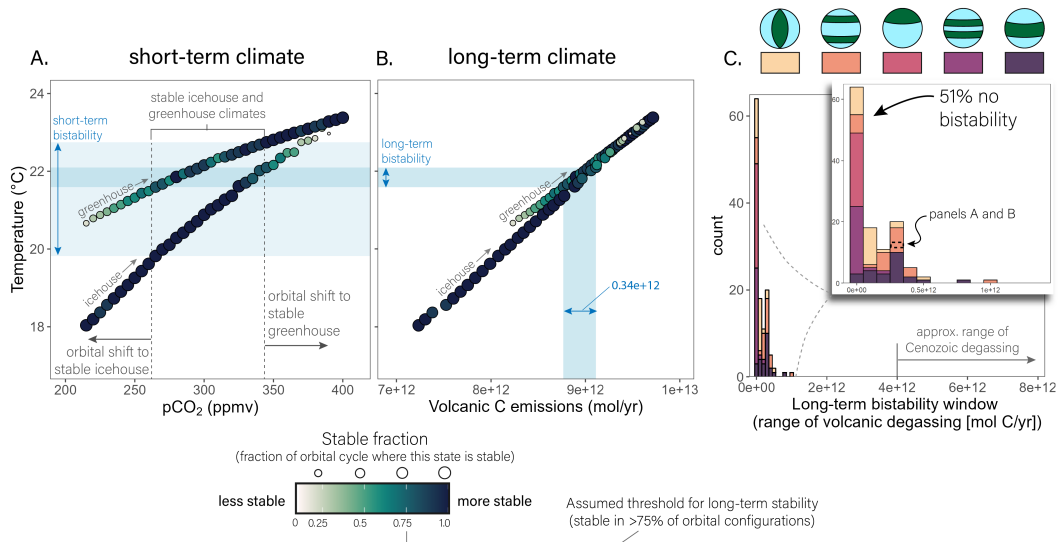 A.
short-term climate
24
22
20
18
Temperature (°C)
short-term
bistability
stable icehouse and
greenhouse climates
greenhouse
icehouse
orbital shift to
stable icehouse
orbital shift to
stable
greenhouse
200
250
300
350
400
pCO₂ (ppmv)
B.
long-term climate
long-term
bistability
greenhouse
icehouse
0.34e+12
7e+12
8e+12
9e+12
1e+13
Volcanic C emissions (mol/yr)
C.
60
40
20
0
count
60
40
20
0
51% no
bistability
panels A and B
0e+00
0.5e+12
1e+12
approx. range of
Cenozoic degassing
0e+00
2e+12
4e+12
6e+12
8e+12
Long-term bistability window
(range of volcanic degassing [mol C/yr])
Stable fraction
(fraction of orbital cycle where this state is stable)
less stable
more stable
0
0.25
0.5
0.75
1.0
Assumed threshold for long-term stability
(stable in >75% of orbital configurations)